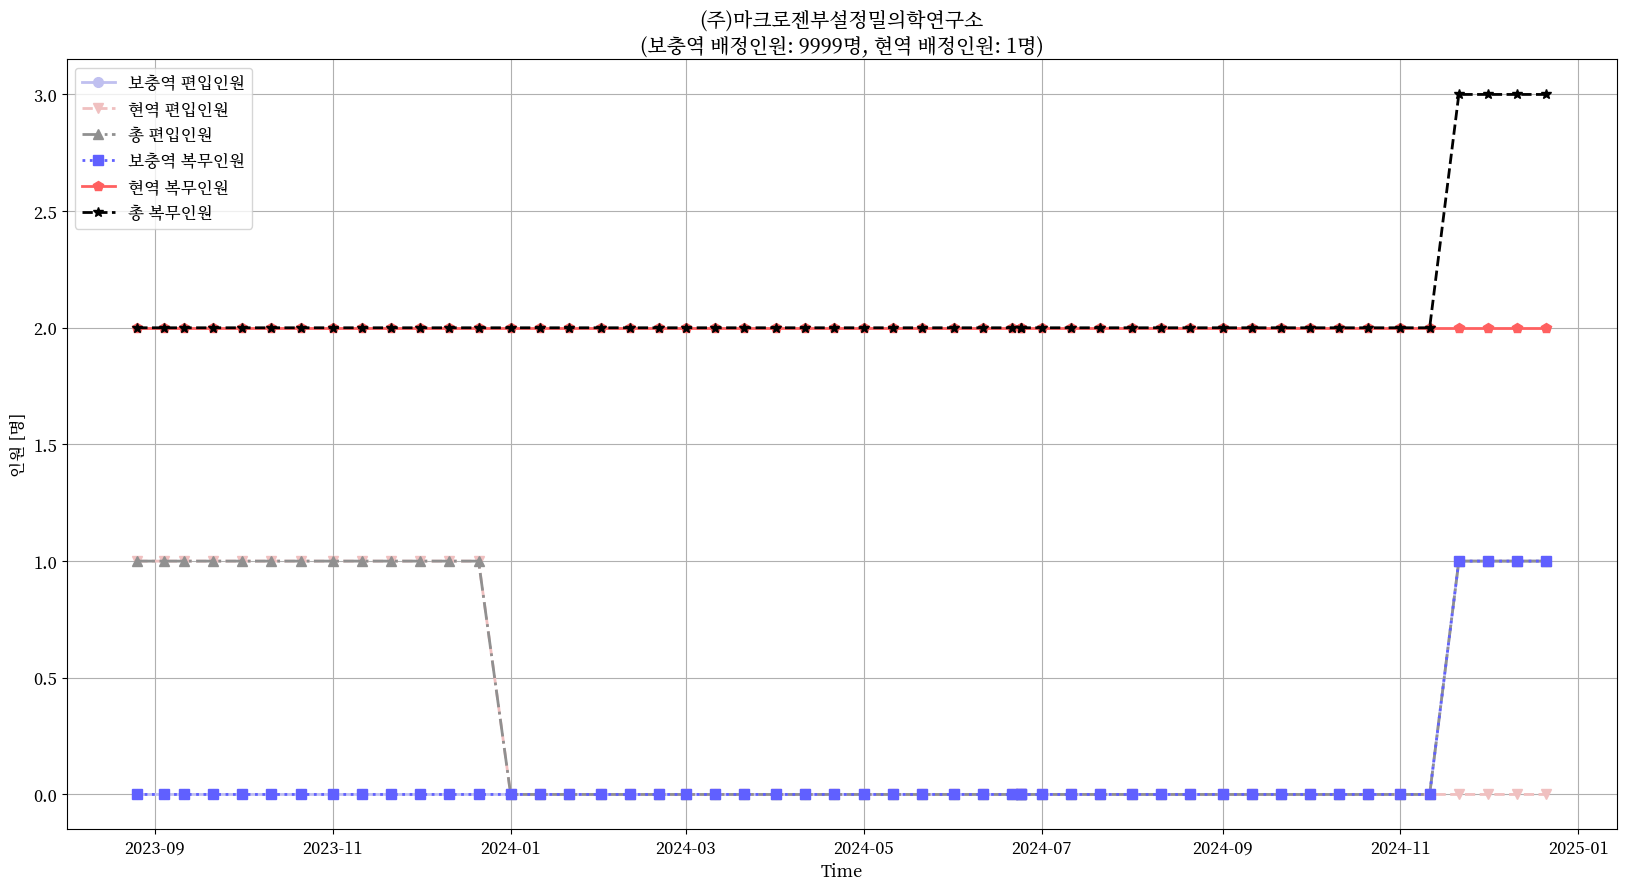 (주)마크로젠부설정밀의학연구소
(보충역 배정인원: 9999명, 현역 배정인원: 1명)
보충역 편입인원
현역 편입인원
총 편입인원
보충역 복무인원
현역 복무인원
총 복무인원
3.0
2.5
2.0
1.5
1.0
0.5
0.0
인원 [명]
2023-09
2023-11
2024-01
2024-03
2024-05
2024-07
2024-09
2024-11
2025-01
Time